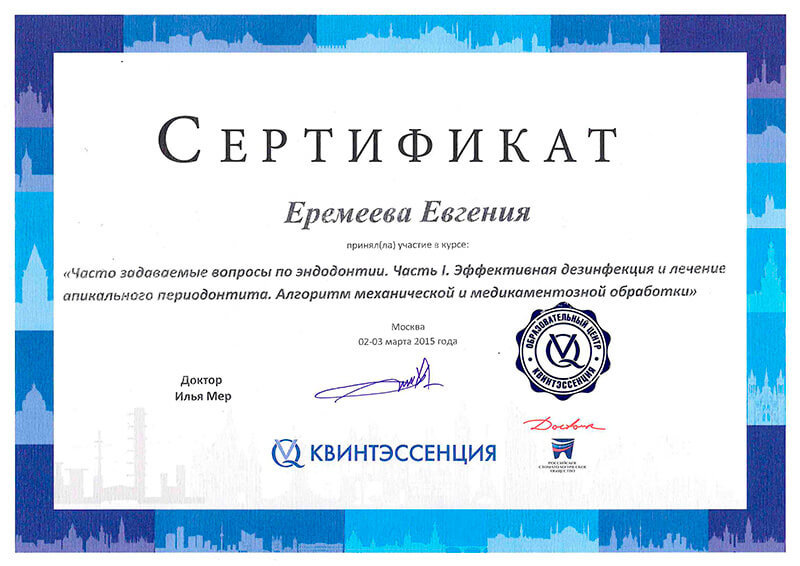 СЕРТИФИКАТ
Еремеева Евгения
принял(ла) участие в курсе:
«Часто задаваемые вопросы по эндодонтии. Часть I. Эффективная дезинфекция и лечение
апикального периодонтита. Алгоритм механической и медикаментозной обработки»
Москва
02-03 марта 2015 года
ОБРАЗОВАТЕЛЬНЫЙ ЦЕНТР
КВИНТЭССЕНЦИЯ
Доктор
Илья Мер
КВИНТЭССЕНЦИЯ
РОССИЙСКОЕ
СТОМАТОЛОГИЧЕСКОЕ
ОБЩЕСТВО